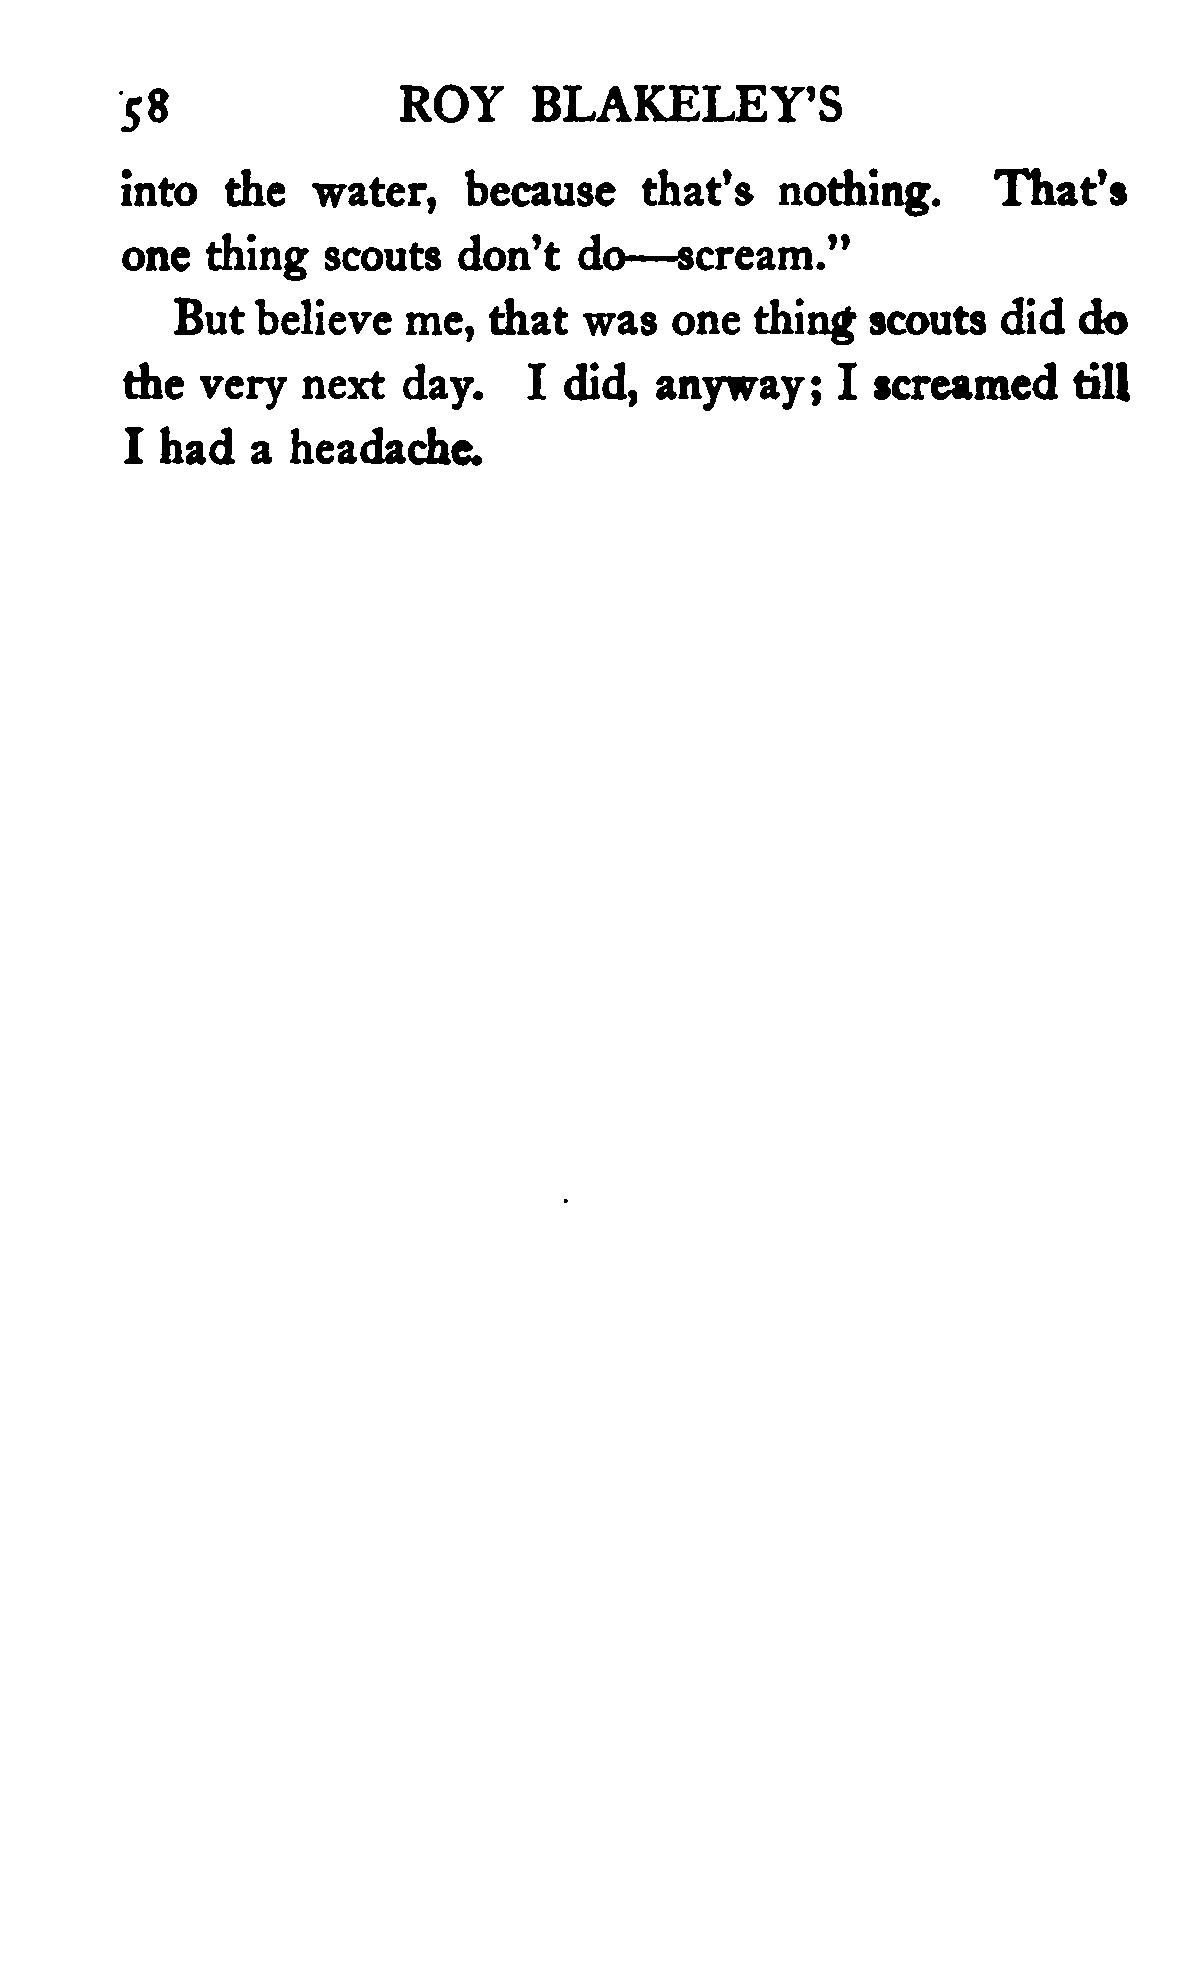 58 ROY BLAKELEY'S
into the water, because that's nothing. That's
one thing scouts don't do—scream."
But believe me, that was one thing scouts did do
the very next day. I did, anyway; I screamed till
I had a headache.